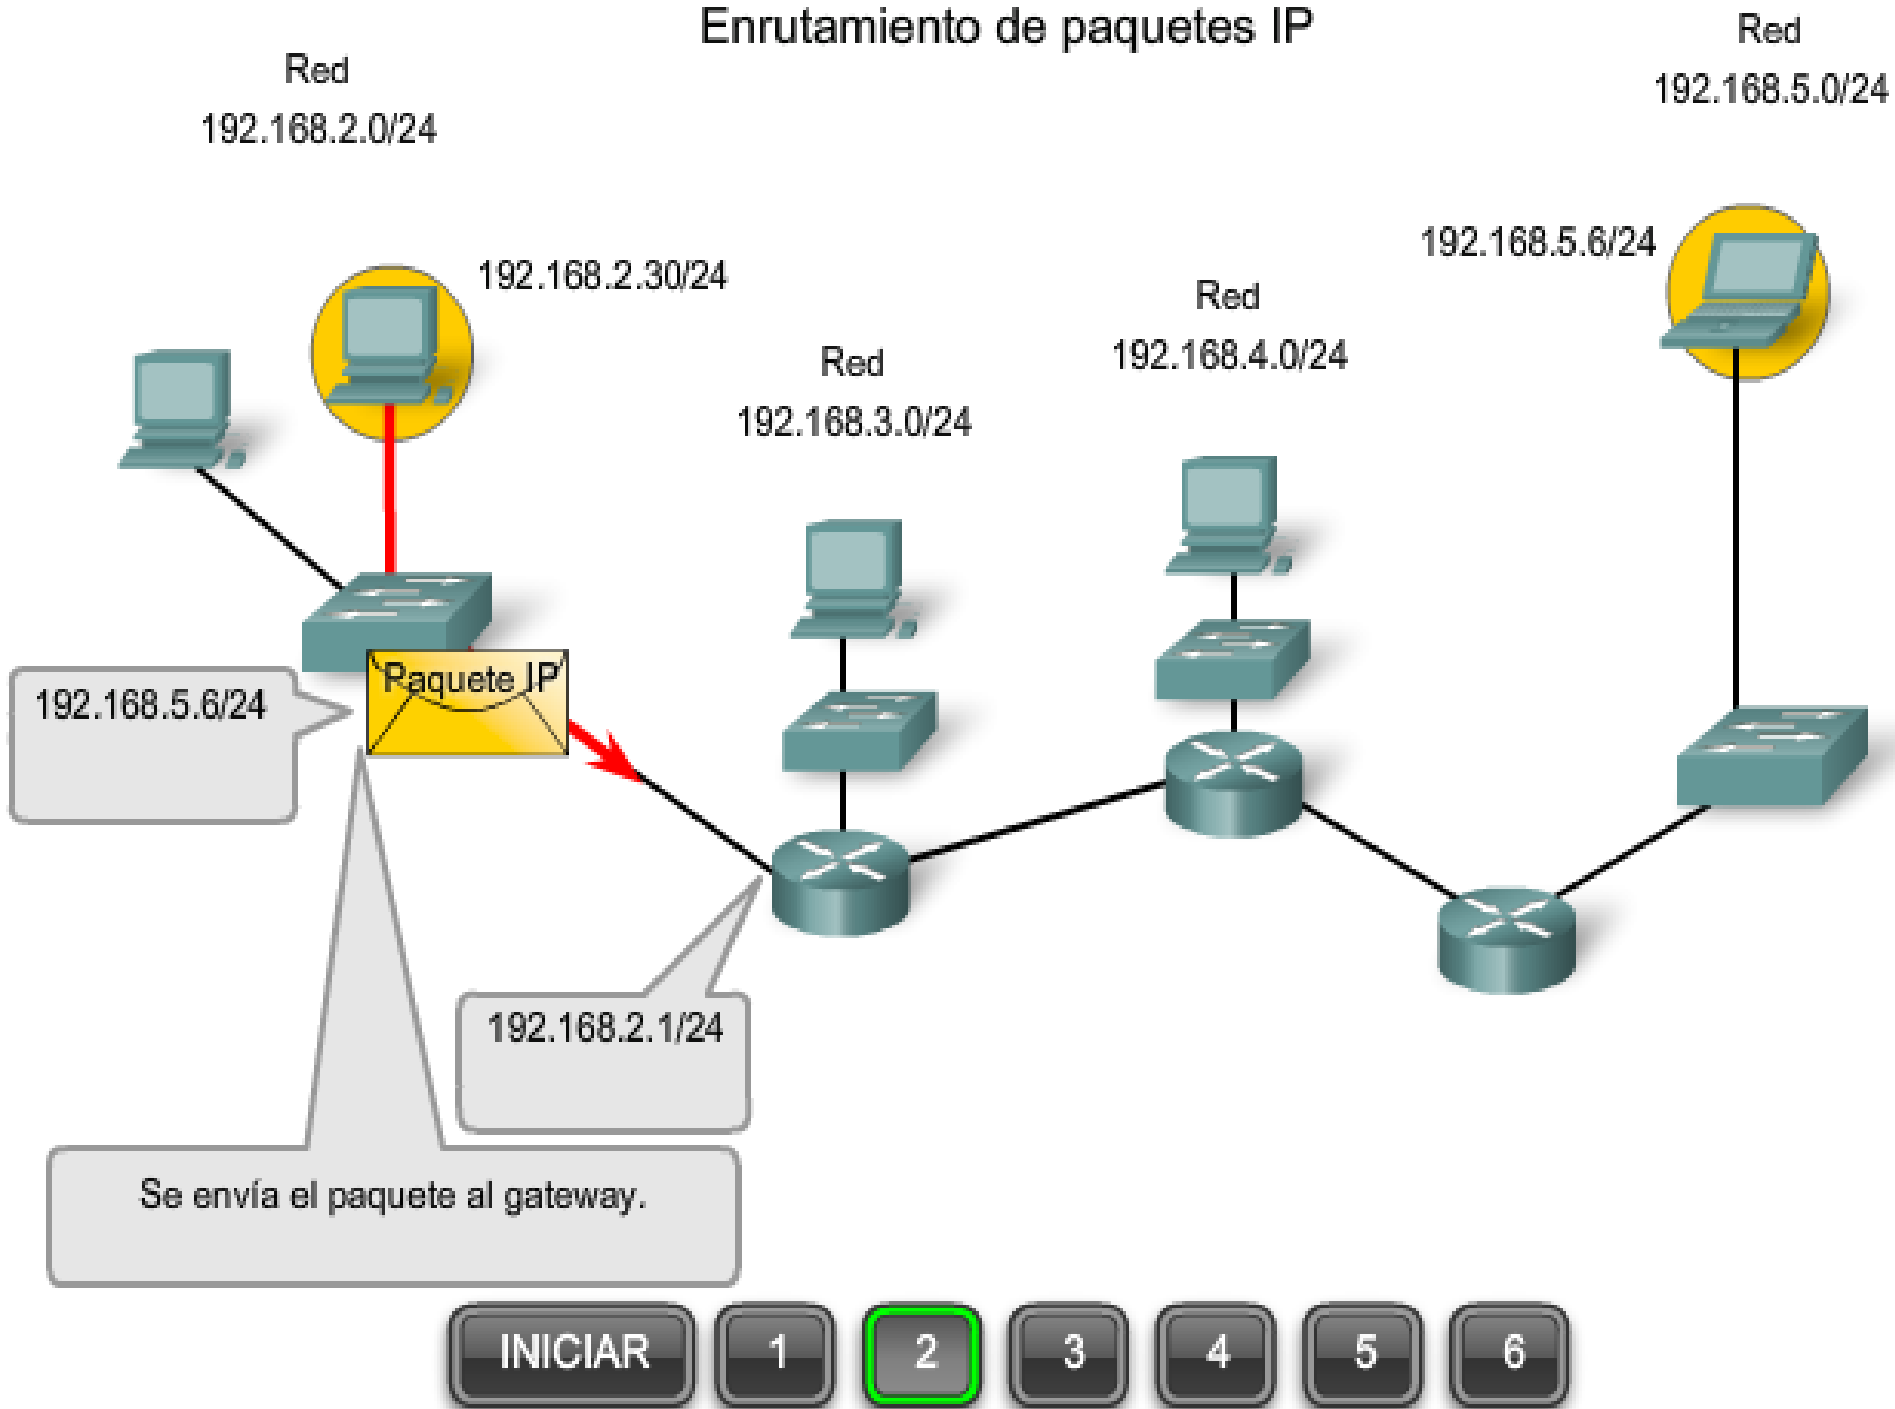 Enrutamiento de paquetes IP
Red
192.168.2.0/24
Red
192.168.5.0/24
192.168.2.30/24
192.168.5.6/24
Red
192.168.3.0/24
Red
192.168.4.0/24
Paquete IP
192.168.5.6/24
192.168.2.1/24
Se envía el paquete al gateway.
INICIAR 1 2 3 4 5 6